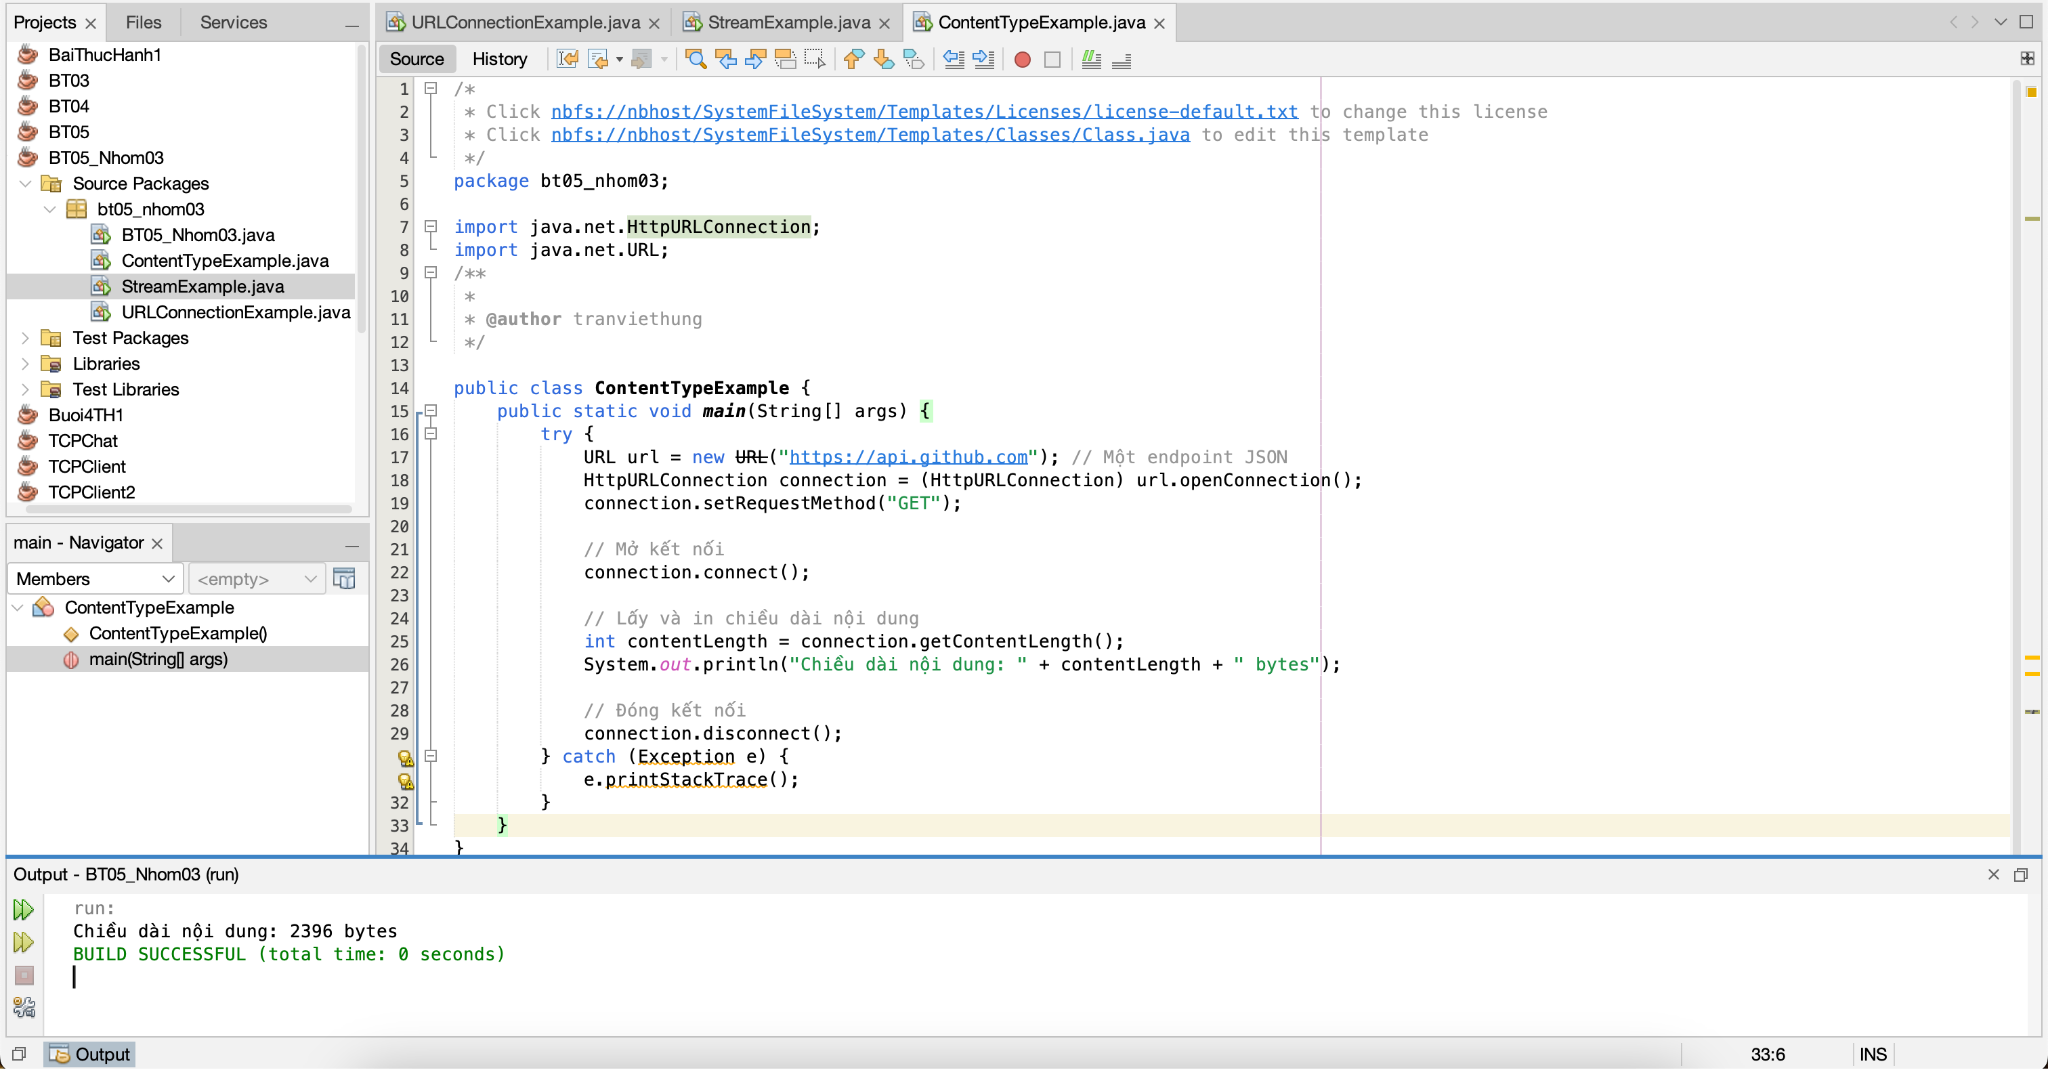 Projects
Files
Services
BaiThucHanh1
BT03
BT04
BT05
BT05_Nhom03
Source Packages
bt05_nhom03
BT05_Nhom03.java
ContentTypeExample.java
StreamExample.java
URLConnectionExample.java
Test Packages
Libraries
Test Libraries
Buoi4TH1
TCPChat
TCPClient
TCPClient2
main - Navigator
Members
<empty>
ContentTypeExample
ContentTypeExample()
main(String[] args)
URLConnectionExample.java
StreamExample.java
ContentTypeExample.java
Source
History
1 /*
2 * Click nbfs://nbhost/SystemFileSystem/Templates/Licenses/license-default.txt to change this license
3 * Click nbfs://nbhost/SystemFileSystem/Templates/Classes/Class.java to edit this template
4 */
5 package bt05_nhom03;
6
7 import java.net.HttpURLConnection;
8 import java.net.URL;
9 /**
10 *
11 * @author tranviethung
12 */
13
14 public class ContentTypeExample {
15 public static void main(String[] args) {
16 try {
17 URL url = new URL("https://api.github.com"); // Một endpoint JSON
18 HttpURLConnection connection = (HttpURLConnection) url.openConnection();
19 connection.setRequestMethod("GET");
20
21 // Mở kết nối
22 connection.connect();
23
24 // Lấy và in chiều dài nội dung
25 int contentLength = connection.getContentLength();
26 System.out.println("Chiều dài nội dung: " + contentLength + " bytes");
27
28 // Đóng kết nối
29 connection.disconnect();
} catch (Exception e) {
e.printStackTrace();
32 }
33 }
34 }
Output - BT05_Nhom03 (run)
run:
Chiều dài nội dung: 2396 bytes
BUILD SUCCESSFUL (total time: 0 seconds)
Output
33:6
INS